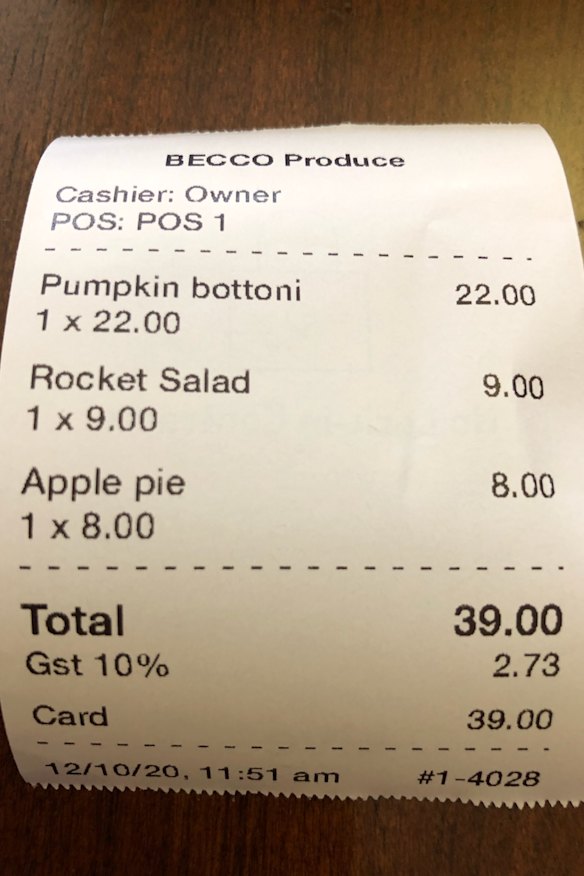 BECCO Produce
Cashier: Owner
POS: POS 1
Pumpkin bottoni 22.00
1 x 22.00
Rocket Salad 9.00
1 x 9.00
Apple pie 8.00
1 x 8.00
Total 39.00
Gst 10% 2.73
Card 39.00
12/10/20, 11:51 am #1-4028